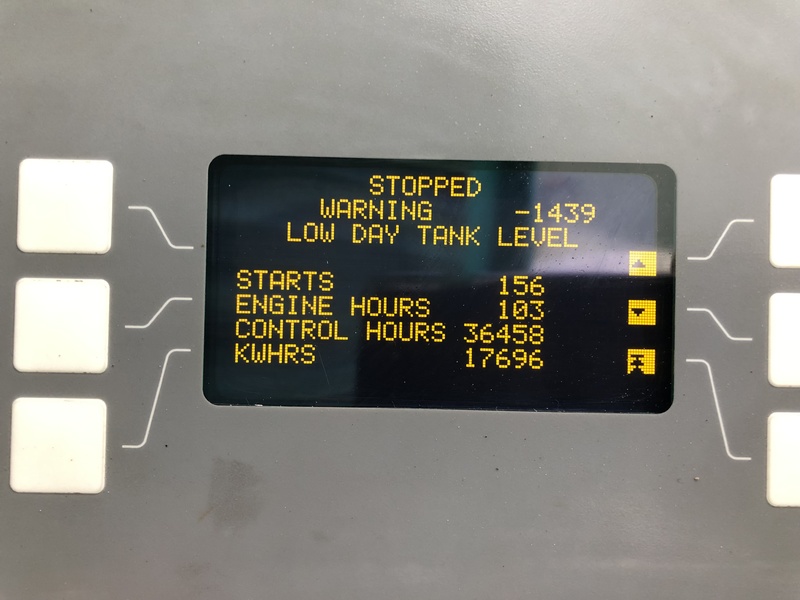 STOPPED
WARNING -1439
LOW DAY TANK LEVEL
STARTS 156
ENGINE HOURS 103
CONTROL HOURS 36458
KWHRS 17696